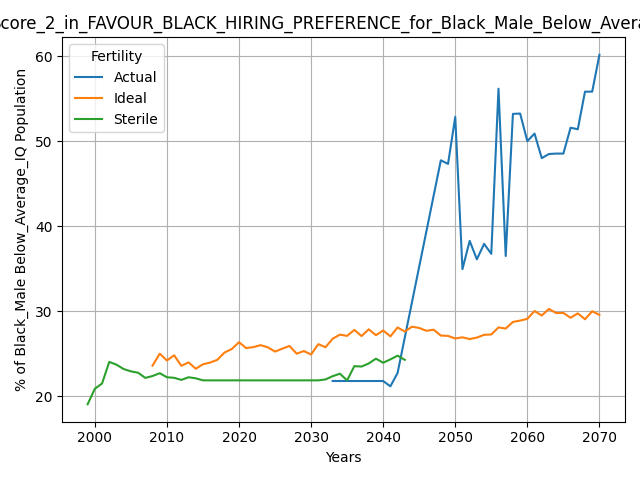 core_2_in_FAVOUR_BLACK_HIRING_PREFERENCE_for_Black_Male_Below_Avera
Fertility
Actual
Ideal
Sterile
% of Black_Male Below_Average_IQ Population
60
50
40
30
20
2000 2010 2020 2030 2040 2050 2060 2070
Years